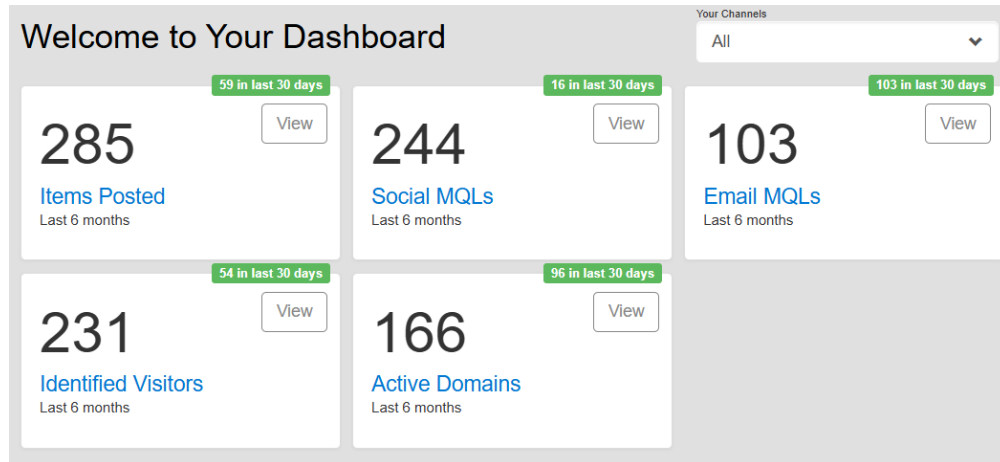 Welcome to Your Dashboard
Your Channels
All
59 in last 30 days
285
View
Items Posted
Last 6 months
16 in last 30 days
244
View
Social MQLs
Last 6 months
103 in last 30 days
103
View
Email MQLs
Last 6 months
54 in last 30 days
231
View
Identified Visitors
Last 6 months
96 in last 30 days
166
View
Active Domains
Last 6 months